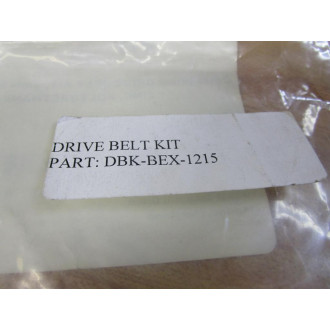 DRIVE BELT KIT
PART: DBK-BEX-1215